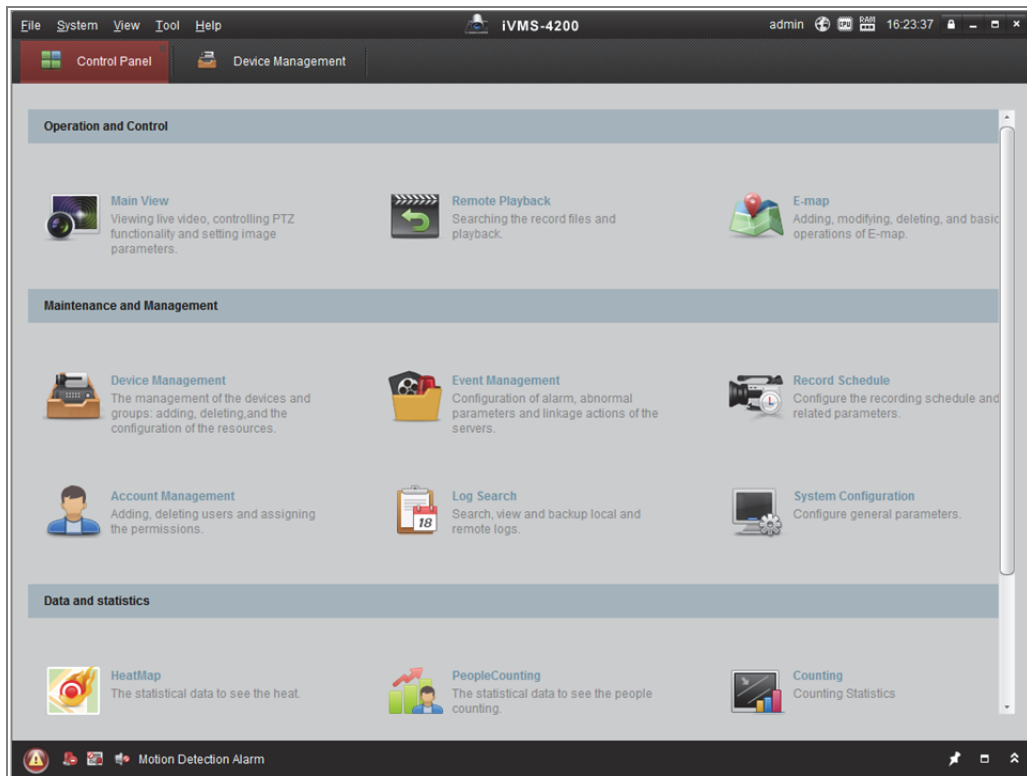 File System View Tool Help iVMS-4200 admin CPU RAM 16:23:37
Control Panel Device Management
Operation and Control
Main View
Viewing live video, controlling PTZ
functionality and setting image
parameters.
Remote Playback
Searching the record files and
playback.
E-map
Adding, modifying, deleting, and basic
operations of E-map.
Maintenance and Management
Device Management
The management of the devices and
groups: adding, deleting,and the
configuration of the resources.
Event Management
Configuration of alarm, abnormal
parameters and linkage actions of the
servers.
Record Schedule
Configure the recording schedule and
related parameters.
Account Management
Adding, deleting users and assigning
the permissions.
Log Search
Search, view and backup local and
remote logs.
18
System Configuration
Configure general parameters.
Data and statistics
HeatMap
The statistical data to see the heat.
PeopleCounting
The statistical data to see the people
counting.
Counting
Counting Statistics
Motion Detection Alarm